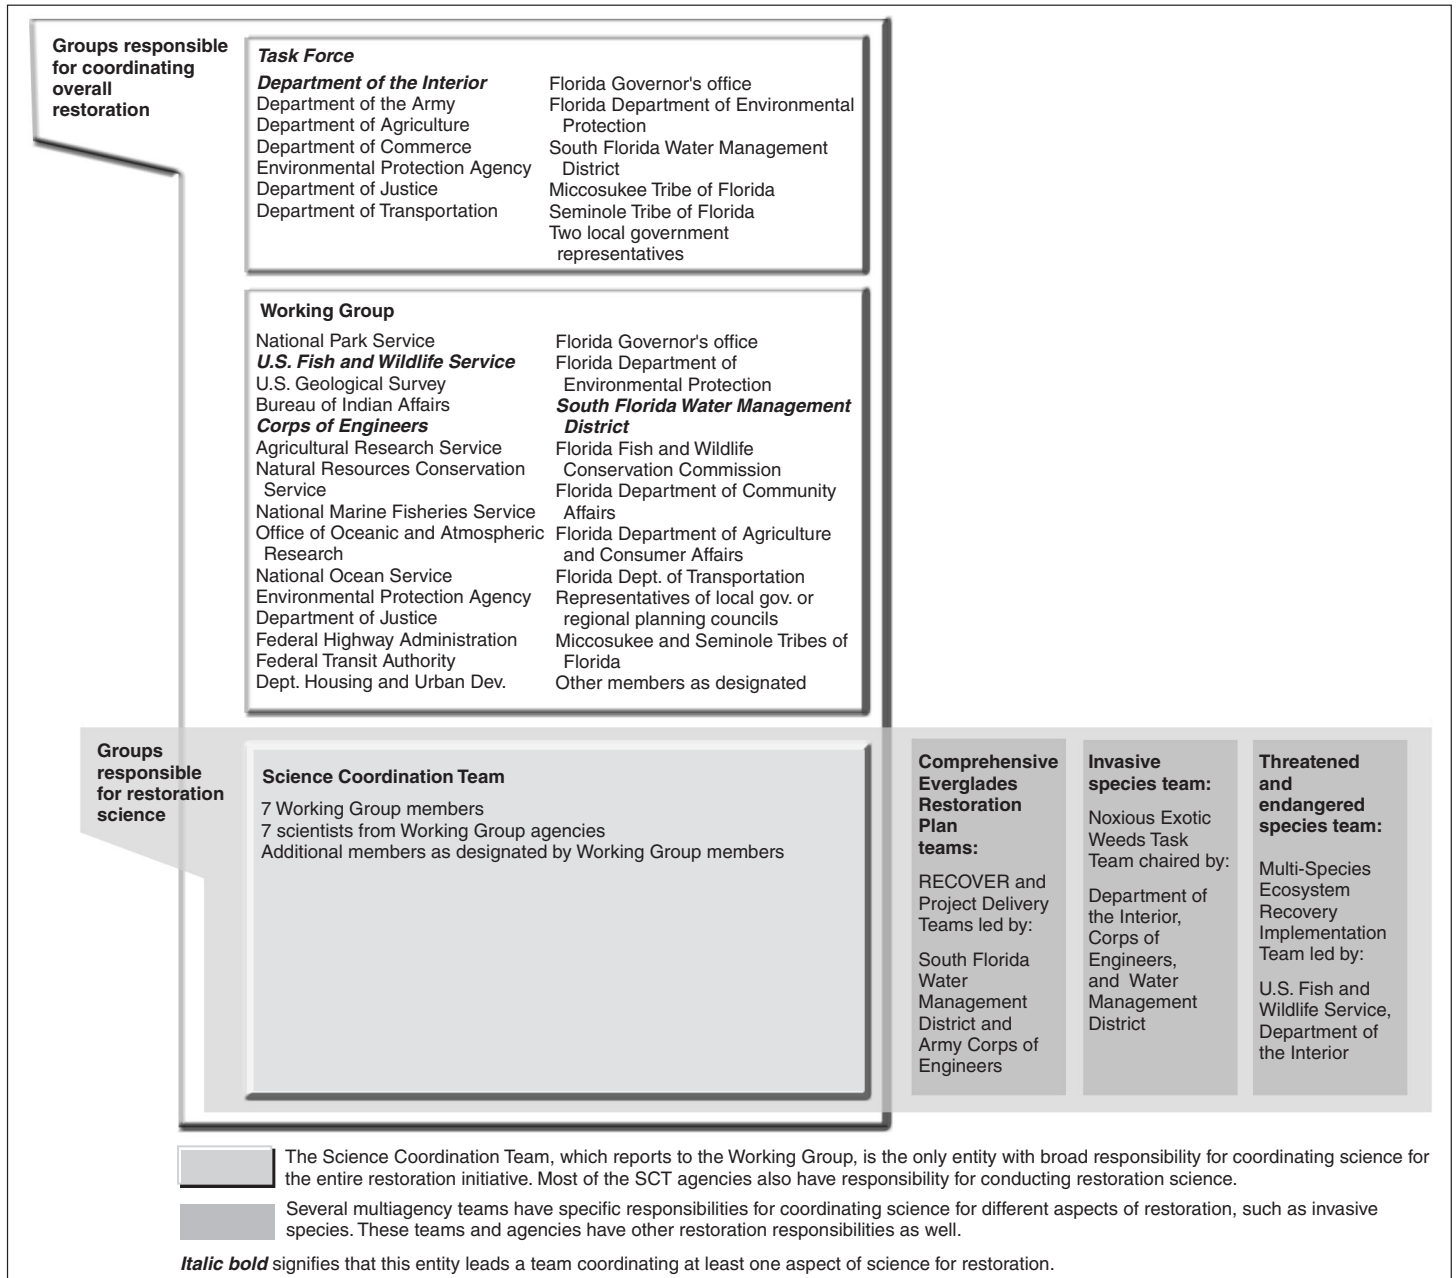 Groups responsible
for coordinating
overall
restoration
Task Force
Department of the Interior
Department of the Army
Department of Agriculture
Department of Commerce
Environmental Protection Agency
Department of Justice
Department of Transportation
Florida Governor's office
Florida Department of Environmental
Protection
South Florida Water Management
District
Miccosukee Tribe of Florida
Seminole Tribe of Florida
Two local government
representatives
Working Group
National Park Service
U.S. Fish and Wildlife Service
U.S. Geological Survey
Bureau of Indian Affairs
Corps of Engineers
Agricultural Research Service
Natural Resources Conservation
Service
National Marine Fisheries Service
Office of Oceanic and Atmospheric
Research
National Ocean Service
Environmental Protection Agency
Department of Justice
Federal Highway Administration
Federal Transit Authority
Dept. Housing and Urban Dev.
Florida Governor's office
Florida Department of
Environmental Protection
South Florida Water Management
District
Florida Fish and Wildlife
Conservation Commission
Florida Department of Community
Affairs
Florida Department of Agriculture
and Consumer Affairs
Florida Dept. of Transportation
Representatives of local gov. or
regional planning councils
Miccosukee and Seminole Tribes of
Florida
Other members as designated
Groups
responsible
for restoration
science
Science Coordination Team
7 Working Group members
7 scientists from Working Group agencies
Additional members as designated by Working Group members
Comprehensive
Everglades
Restoration
Plan
teams:
RECOVER and
Project Delivery
Teams led by:
South Florida
Water
Management
District and
Army Corps of
Engineers
Invasive
species team:
Noxious Exotic
Weeds Task
Team chaired by:
Department of
the Interior,
Corps of
Engineers,
and Water
Management
District
Threatened
and
endangered
species team:
Multi-Species
Ecosystem
Recovery
Implementation
Team led by:
U.S. Fish and
Wildlife Service,
Department of
the Interior
The Science Coordination Team, which reports to the Working Group, is the only entity with broad responsibility for coordinating science for
the entire restoration initiative. Most of the SCT agencies also have responsibility for conducting restoration science.
Several multiagency teams have specific responsibilities for coordinating science for different aspects of restoration, such as invasive
species. These teams and agencies have other restoration responsibilities as well.
Italic bold signifies that this entity leads a team coordinating at least one aspect of science for restoration.